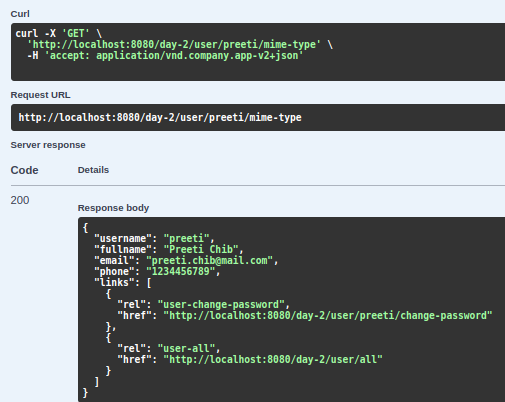 Curl
curl -X 'GET' \
  'http://localhost:8080/day-2/user/preeti/mime-type' \
  -H 'accept: application/vnd.company.app-v2+json'
Request URL
http://localhost:8080/day-2/user/preeti/mime-type
Server response
Code Details
200
Response body
{
  "username": "preeti",
  "fullname": "Preeti Chib",
  "email": "preeti.chib@mail.com",
  "phone": "1234456789",
  "links": [
    {
      "rel": "user-change-password",
      "href": "http://localhost:8080/day-2/user/preeti/change-password"
    },
    {
      "rel": "user-all",
      "href": "http://localhost:8080/day-2/user/all"
    }
  ]
}